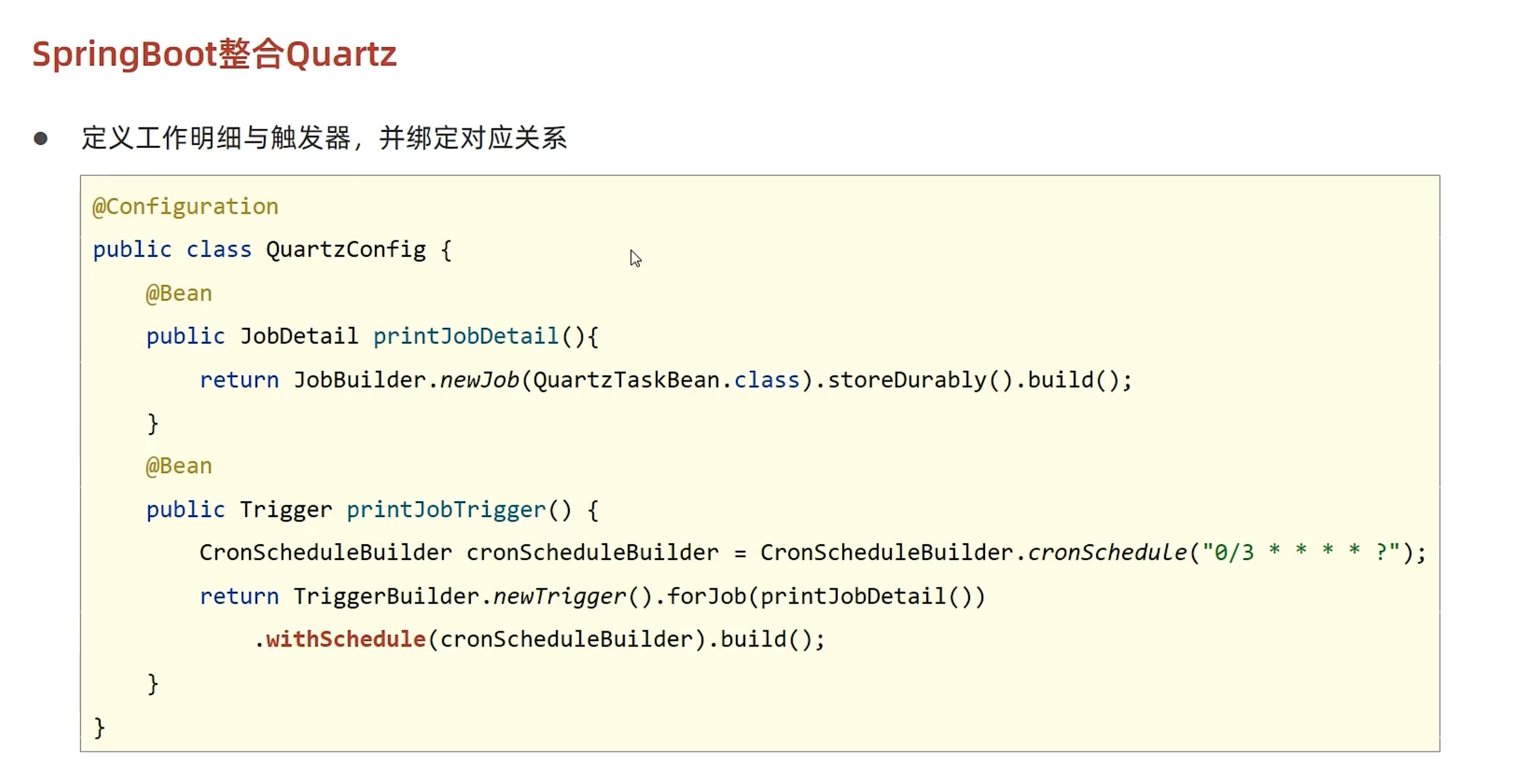 SpringBoot整合Quartz
● 定义工作明细与触发器，并绑定对应关系
@Configuration
public class QuartzConfig {
    @Bean
    public JobDetail printJobDetail(){
        return JobBuilder.newJob(QuartzTaskBean.class).storeDurably().build();
    }
    @Bean
    public Trigger printJobTrigger() {
        CronScheduleBuilder cronScheduleBuilder = CronScheduleBuilder.cronSchedule("0/3 * * * * ?");
        return TriggerBuilder.newTrigger().forJob(printJobDetail())
            .withSchedule(cronScheduleBuilder).build();
    }
}